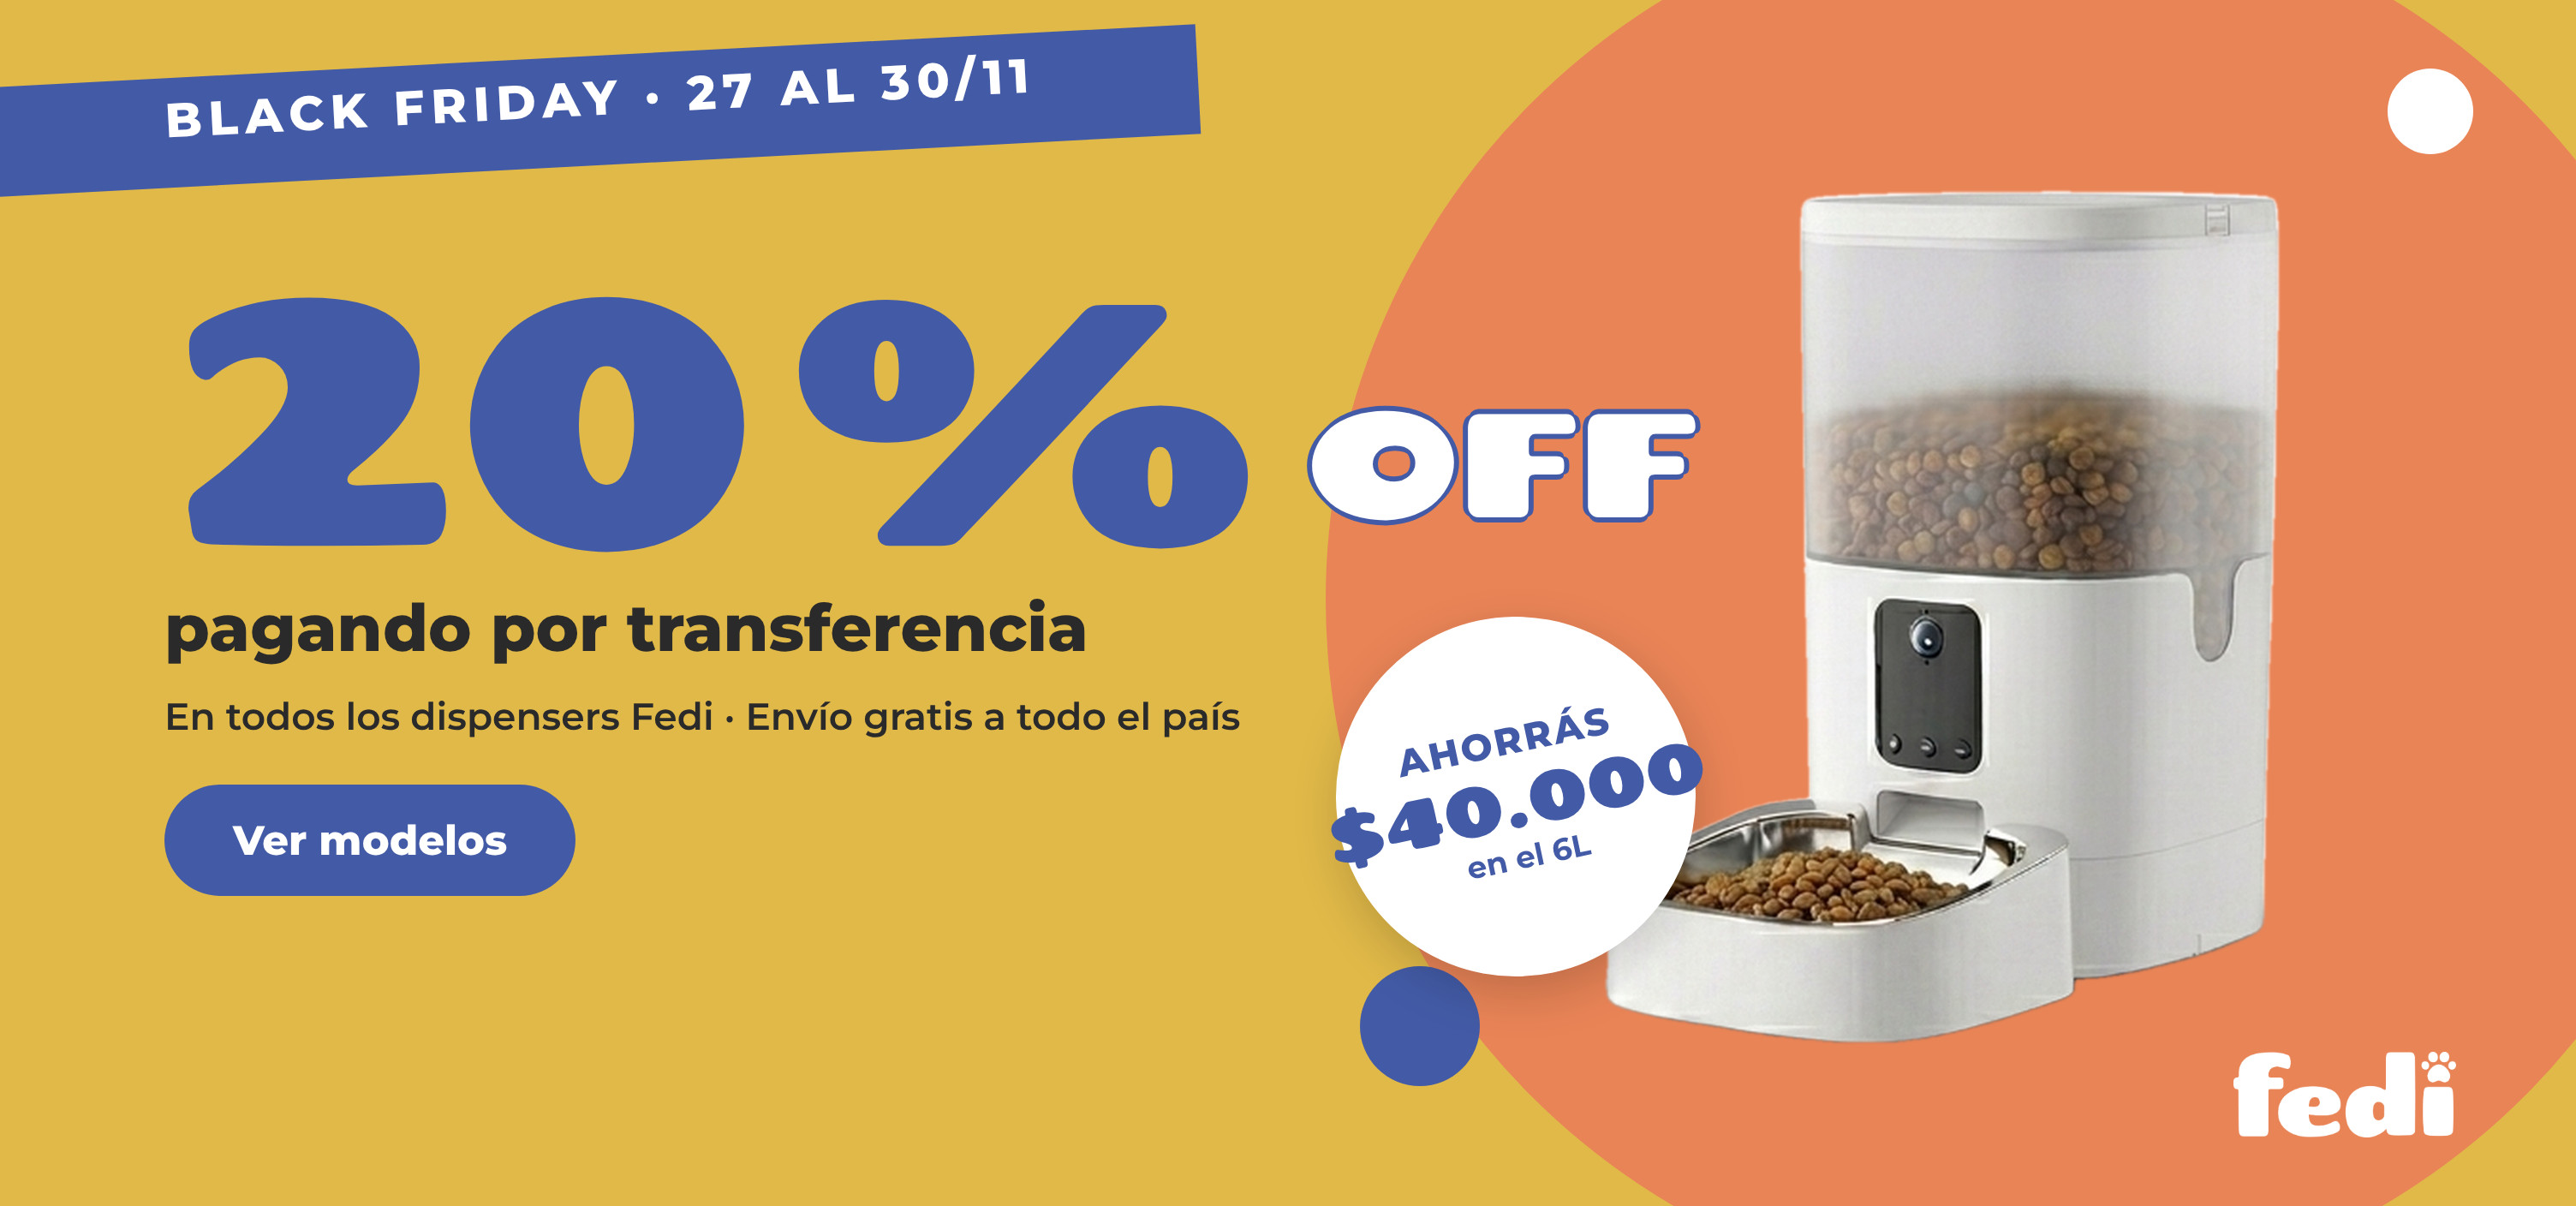 BLACK FRIDAY · 27 AL 30/11
20% OFF
pagando por transferencia
En todos los dispensers Fedi · Envío gratis a todo el país
Ver modelos
AHORRÁS
$40.000
en el 6L
fedi